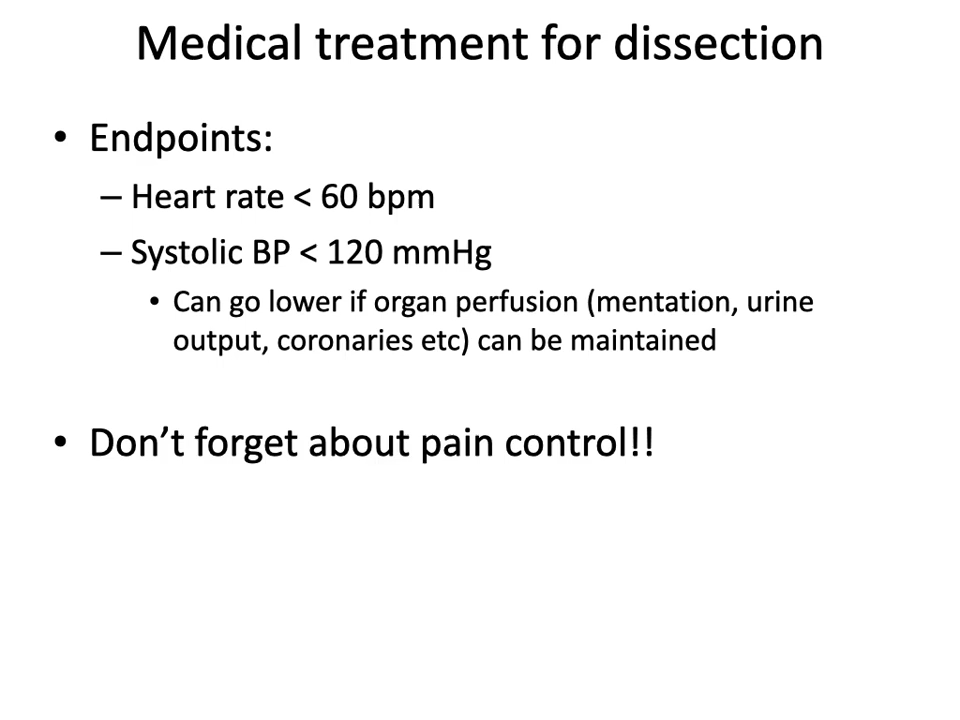 Medical treatment for dissection
• Endpoints:
– Heart rate < 60 bpm
– Systolic BP < 120 mmHg
• Can go lower if organ perfusion (mentation, urine
output, coronaries etc) can be maintained
• Don’t forget about pain control!!